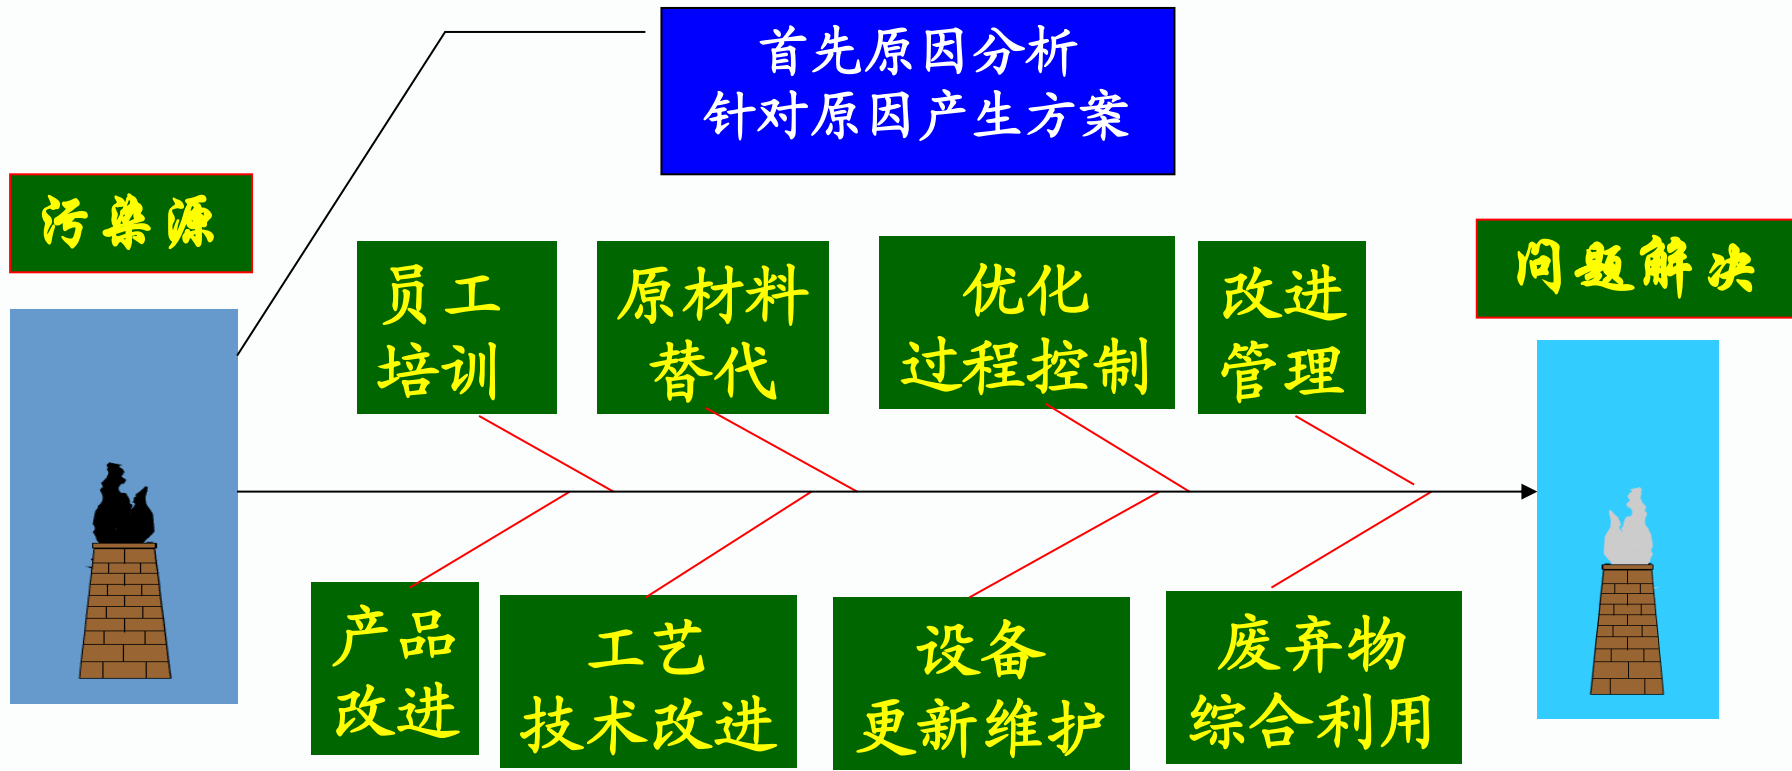 首先原因分析
针对原因产生方案
污染源
问题解决
员工
培训
原材料
替代
优化
过程控制
改进
管理
产品
改进
工艺
技术改进
设备
更新维护
废弃物
综合利用